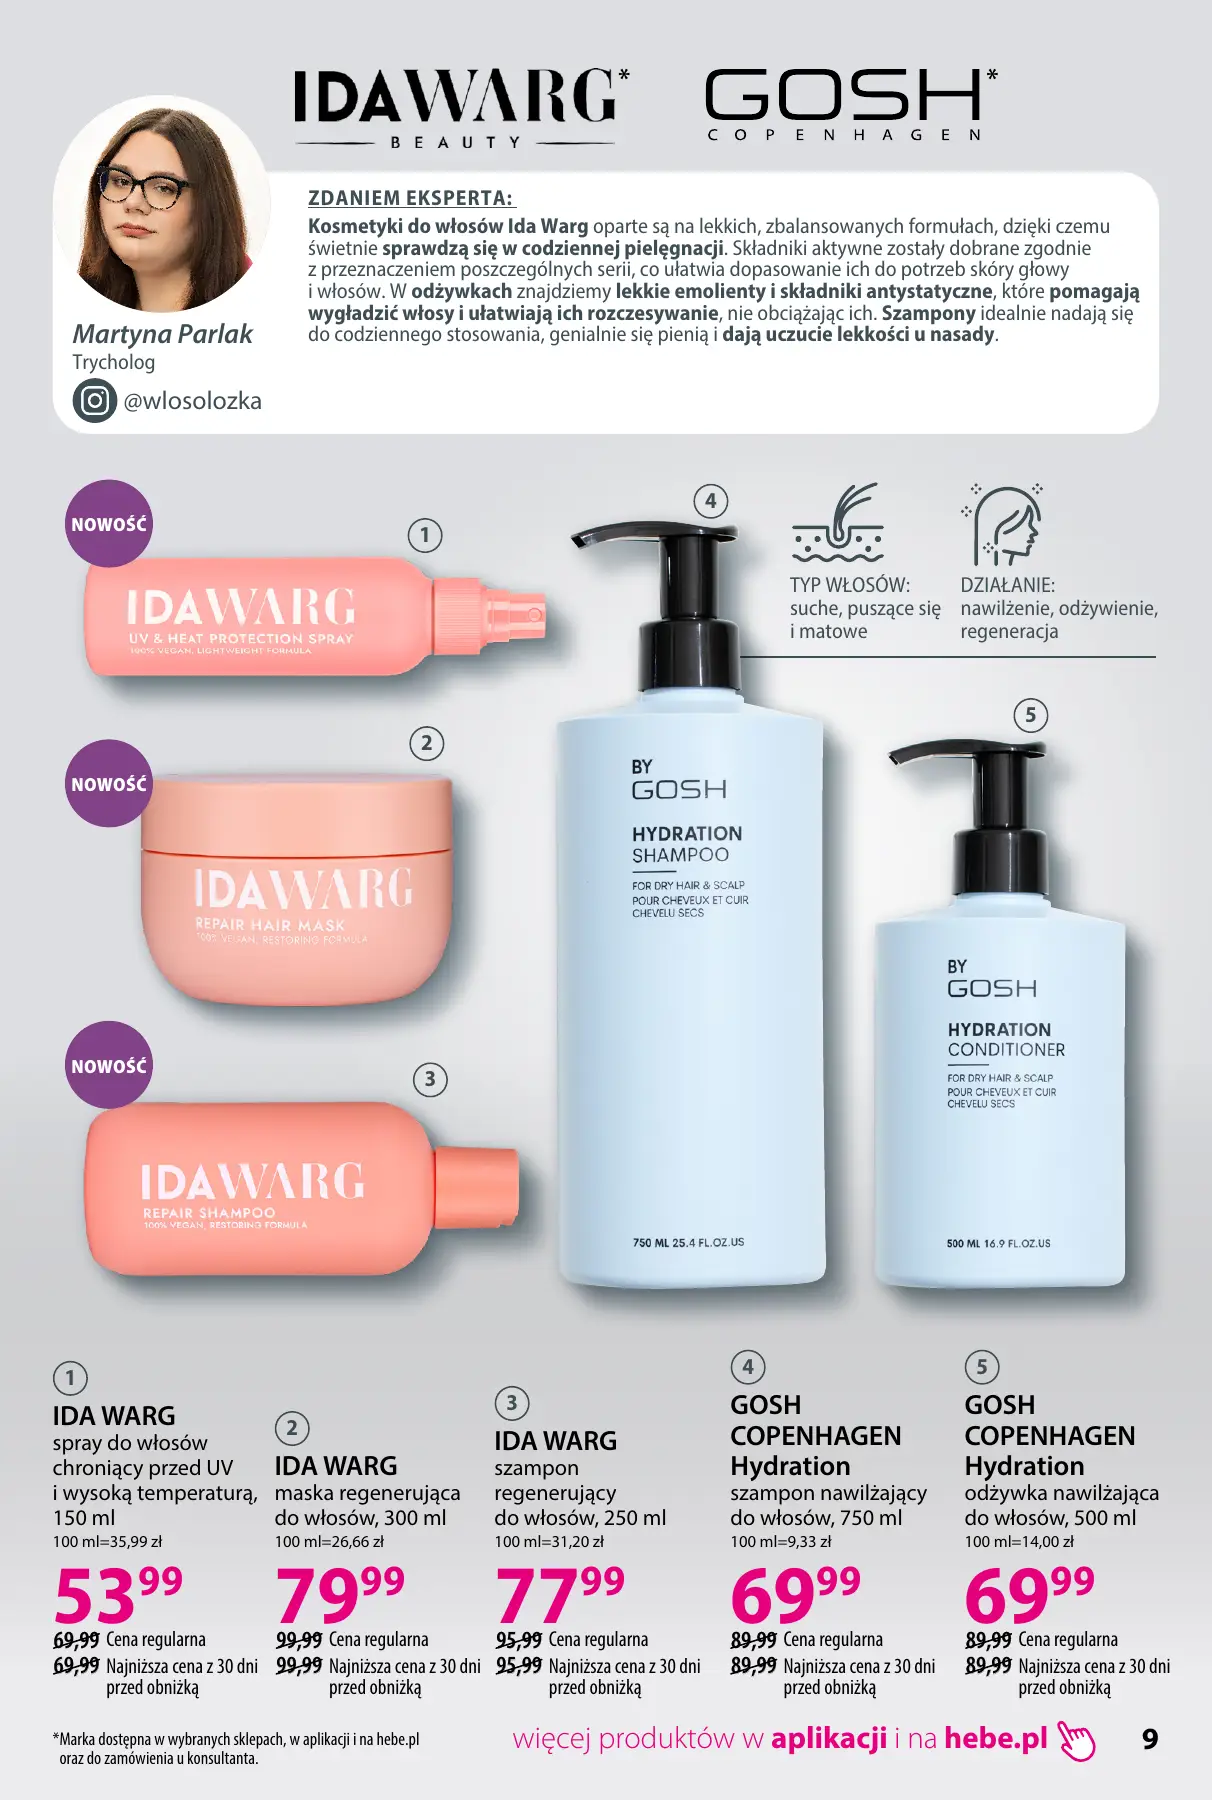 IDAWARG*
BEAUTY
GOSH*
COPENHAGEN
ZDANIEM EKSPERTA:
Kosmetyki do włosów Ida Warg oparte są na lekkich, zbalansowanych formułach, dzięki czemu
świetnie sprawdzą się w codziennej pielęgnacji. Składniki aktywne zostały dobrane zgodnie
z przeznaczeniem poszczególnych serii, co ułatwia dopasowanie ich do potrzeb skóry głowy
i włosów. W odżywkach znajdziemy lekkie emolienty i składniki antystatyczne, które pomagają
wygładzić włosy i ułatwiają ich rozczesywanie, nie obciążając ich. Szampony idealnie nadają się
do codziennego stosowania, genialnie się pienią i dają uczucie lekkości u nasady.
Martyna Parlak
Trycholog
@wlosolozka
NOWOŚĆ
1
IDAWARG
UV & HEAT PROTECTION SPRAY
100% VEGAN, LIGHTWEIGHT FORMULA
4
TYP WŁOSÓW:
suche, puszące się
i matowe
DZIAŁANIE:
nawilżenie, odżywienie,
regeneracja
NOWOŚĆ
2
IDAWARG
REPAIR HAIR MASK
100% VEGAN, RESTORING FORMULA
BY
GOSH
HYDRATION
SHAMPOO
FOR DRY HAIR & SCALP
POUR CHEVEUX ET CUIR
CHEVELU SECS
750 ML 25.4 FL.OZ.US
5
BY
GOSH
HYDRATION
CONDITIONER
FOR DRY HAIR & SCALP
POUR CHEVEUX ET CUIR
CHEVELU SECS
500 ML 16.9 FL.OZ.US
NOWOŚĆ
3
IDAWARG
REPAIR SHAMPOO
100% VEGAN, RESTORING FORMULA
1
IDA WARG
spray do włosów
chroniący przed UV
i wysoką temperaturą,
150 ml
100 ml=35,99 zł
53 99
69,99 Cena regularna
69,99 Najniższa cena z 30 dni
przed obniżką
2
IDA WARG
maska regenerująca
do włosów, 300 ml
100 ml=26,66 zł
79 99
99,99 Cena regularna
99,99 Najniższa cena z 30 dni
przed obniżką
3
IDA WARG
szampon
regenerujący
do włosów, 250 ml
100 ml=31,20 zł
77 99
95,99 Cena regularna
95,99 Najniższa cena z 30 dni
przed obniżką
4
GOSH
COPENHAGEN
Hydration
szampon nawilżający
do włosów, 750 ml
100 ml=9,33 zł
69 99
89,99 Cena regularna
89,99 Najniższa cena z 30 dni
przed obniżką
5
GOSH
COPENHAGEN
Hydration
odżywka nawilżająca
do włosów, 500 ml
100 ml=14,00 zł
69 99
89,99 Cena regularna
89,99 Najniższa cena z 30 dni
przed obniżką
*Marka dostępna w wybranych sklepach, w aplikacji i na hebe.pl
oraz do zamówienia u konsultanta.
więcej produktów w aplikacji i na hebe.pl
9